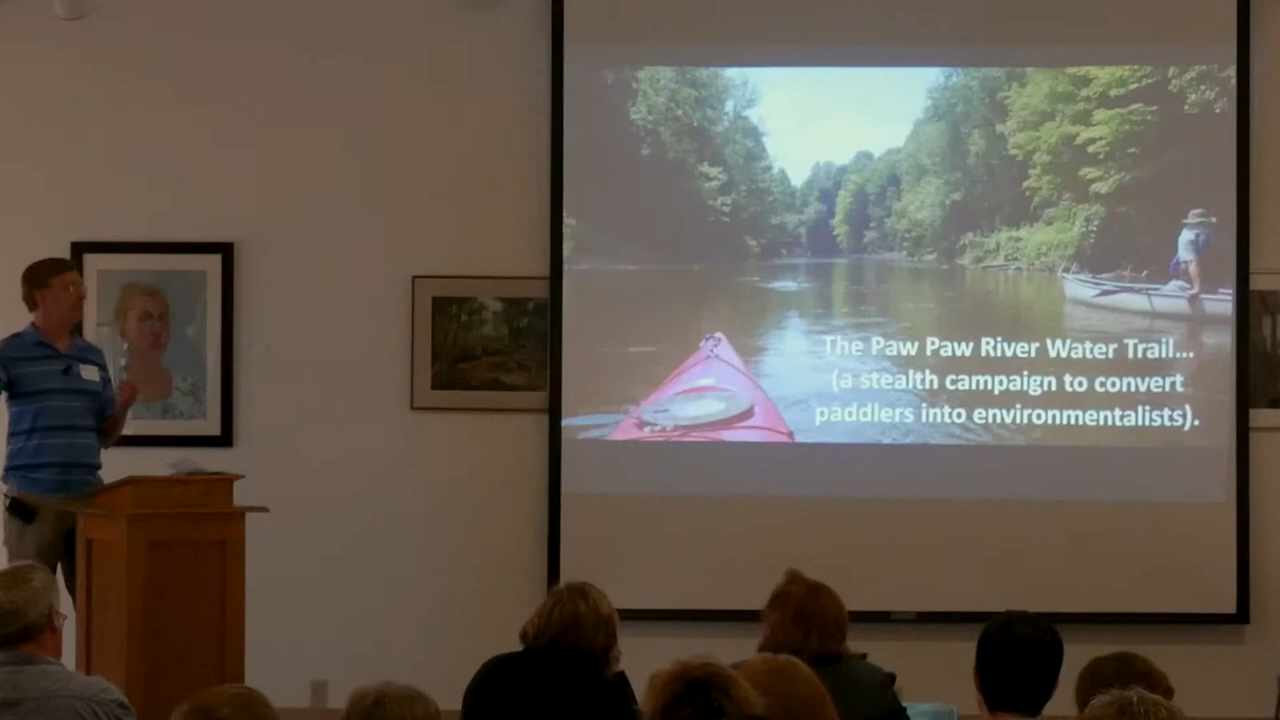 The Paw Paw River Water Trail...
(a stealth campaign to convert
paddlers into environmentalists).